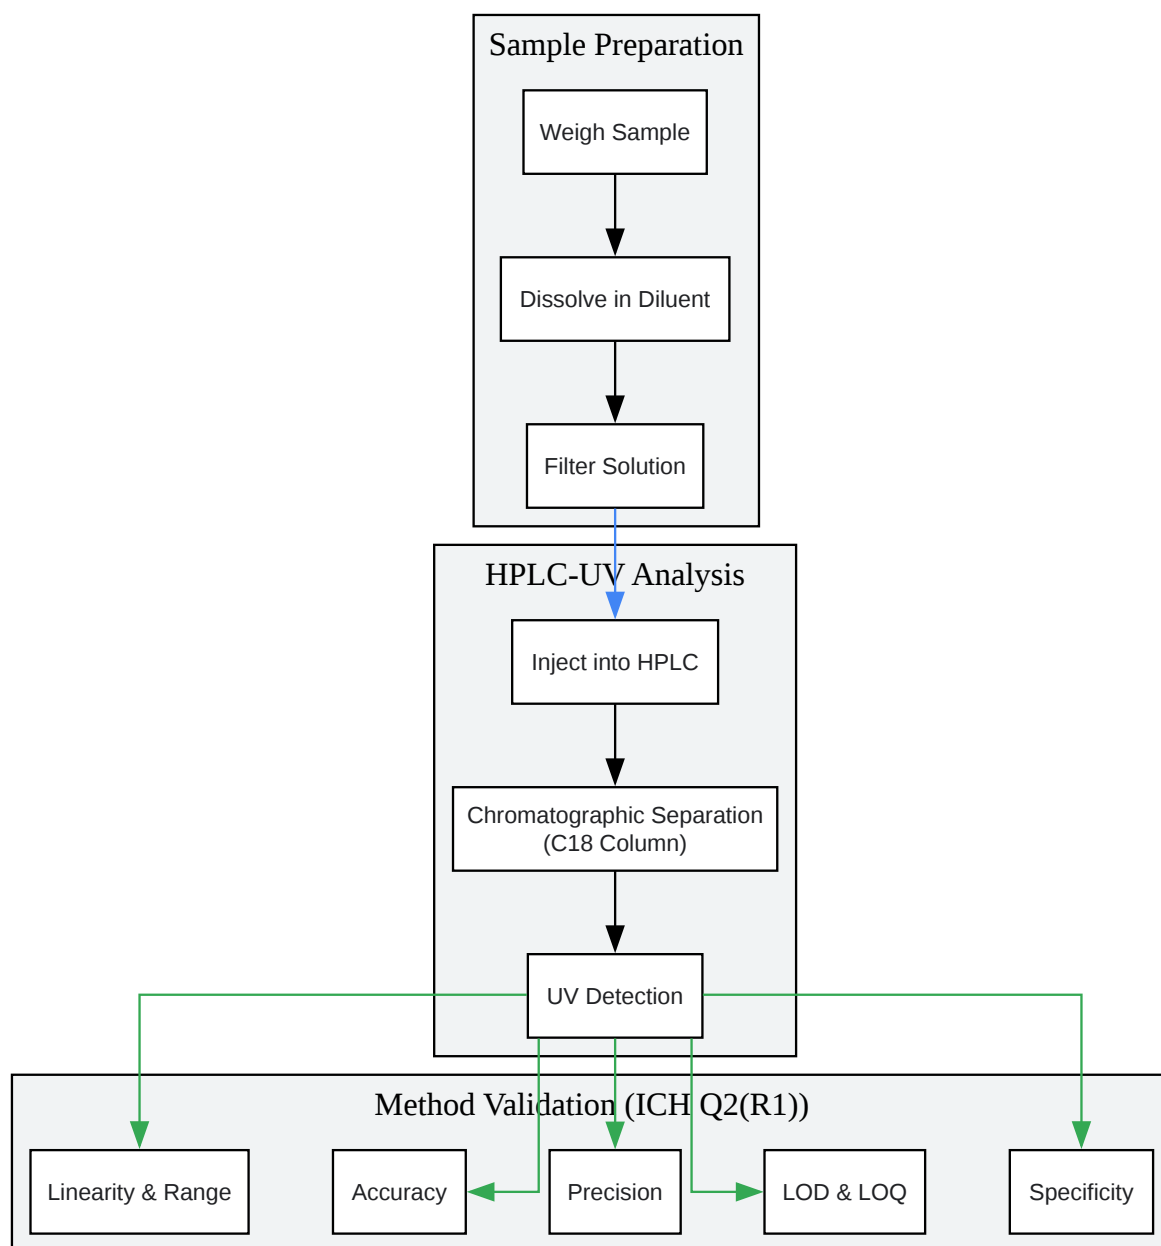 Sample Preparation
Weigh Sample
Dissolve in Diluent
Filter Solution
HPLC-UV Analysis
Inject into HPLC
Chromatographic Separation
(C18 Column)
UV Detection
Method Validation (ICH Q2(R1))
Linearity & Range
Accuracy
Precision
LOD & LOQ
Specificity